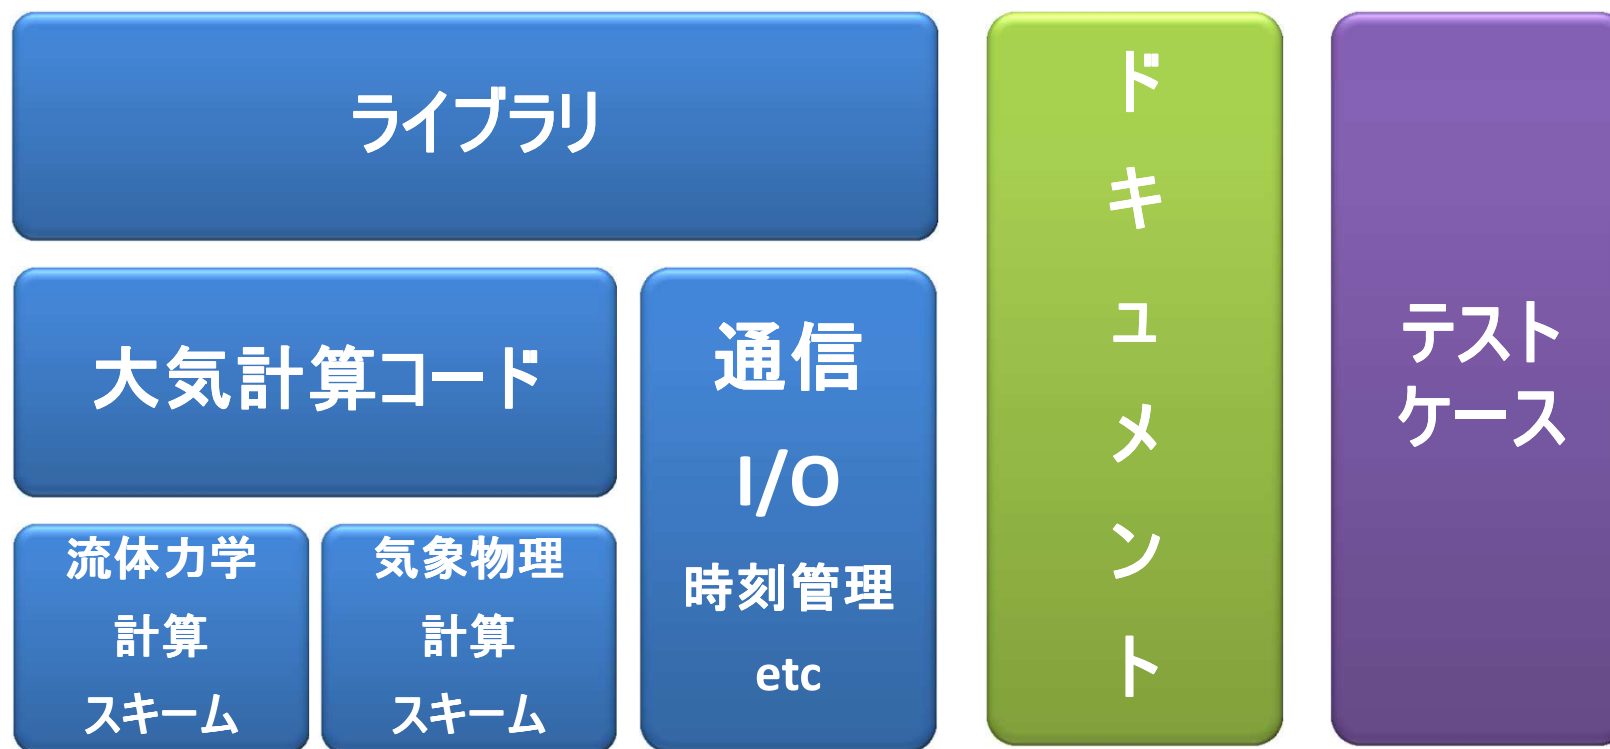 ライブラリ
大気計算コード
流体力学
計算
スキーム
気象物理
計算
スキーム
通信
I/O
時刻管理
etc
ドキュメント
テスト
ケース